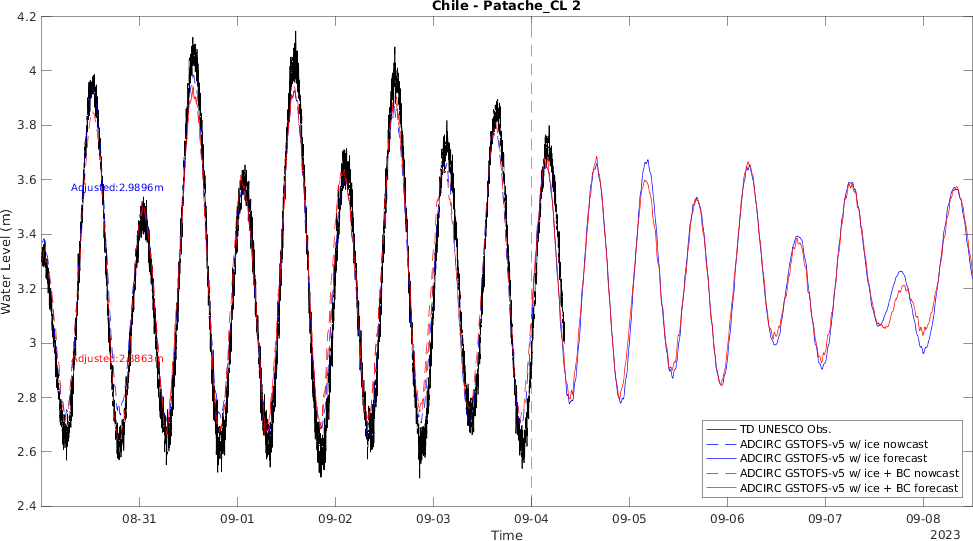 Chile - Patache_CL 2
4.2
4
3.8
3.6
3.4
3.2
3
2.8
2.6
2.4
Water Level (m)
Adjusted:2.9896m
08-31
09-01
09-02
09-03
09-04
09-05
09-06
09-07
09-08
Time
2023
TD UNESCO Obs.
ADCIRC GSTOFS-v5 w/ ice nowcast
ADCIRC GSTOFS-v5 w/ ice forecast
ADCIRC GSTOFS-v5 w/ ice + BC nowcast
ADCIRC GSTOFS-v5 w/ ice + BC forecast